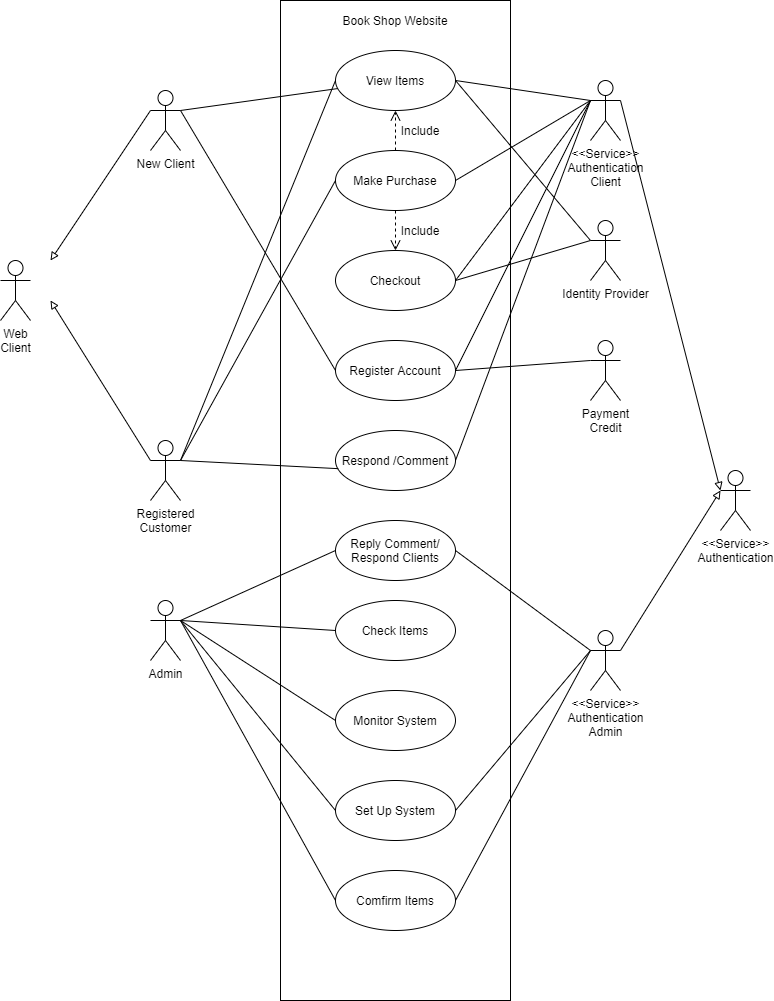 Book Shop Website
View Items
Include
Make Purchase
Include
Checkout
Register Account
Respond /Comment
Reply Comment/
Respond Clients
Check Items
Monitor System
Set Up System
Comfirm Items
New Client
Web
Client
Registered
Customer
Admin
<<Service>>
Authentication
Client
Identity Provider
Payment
Credit
<<Service>>
Authentication
<<Service>>
Authentication
Admin